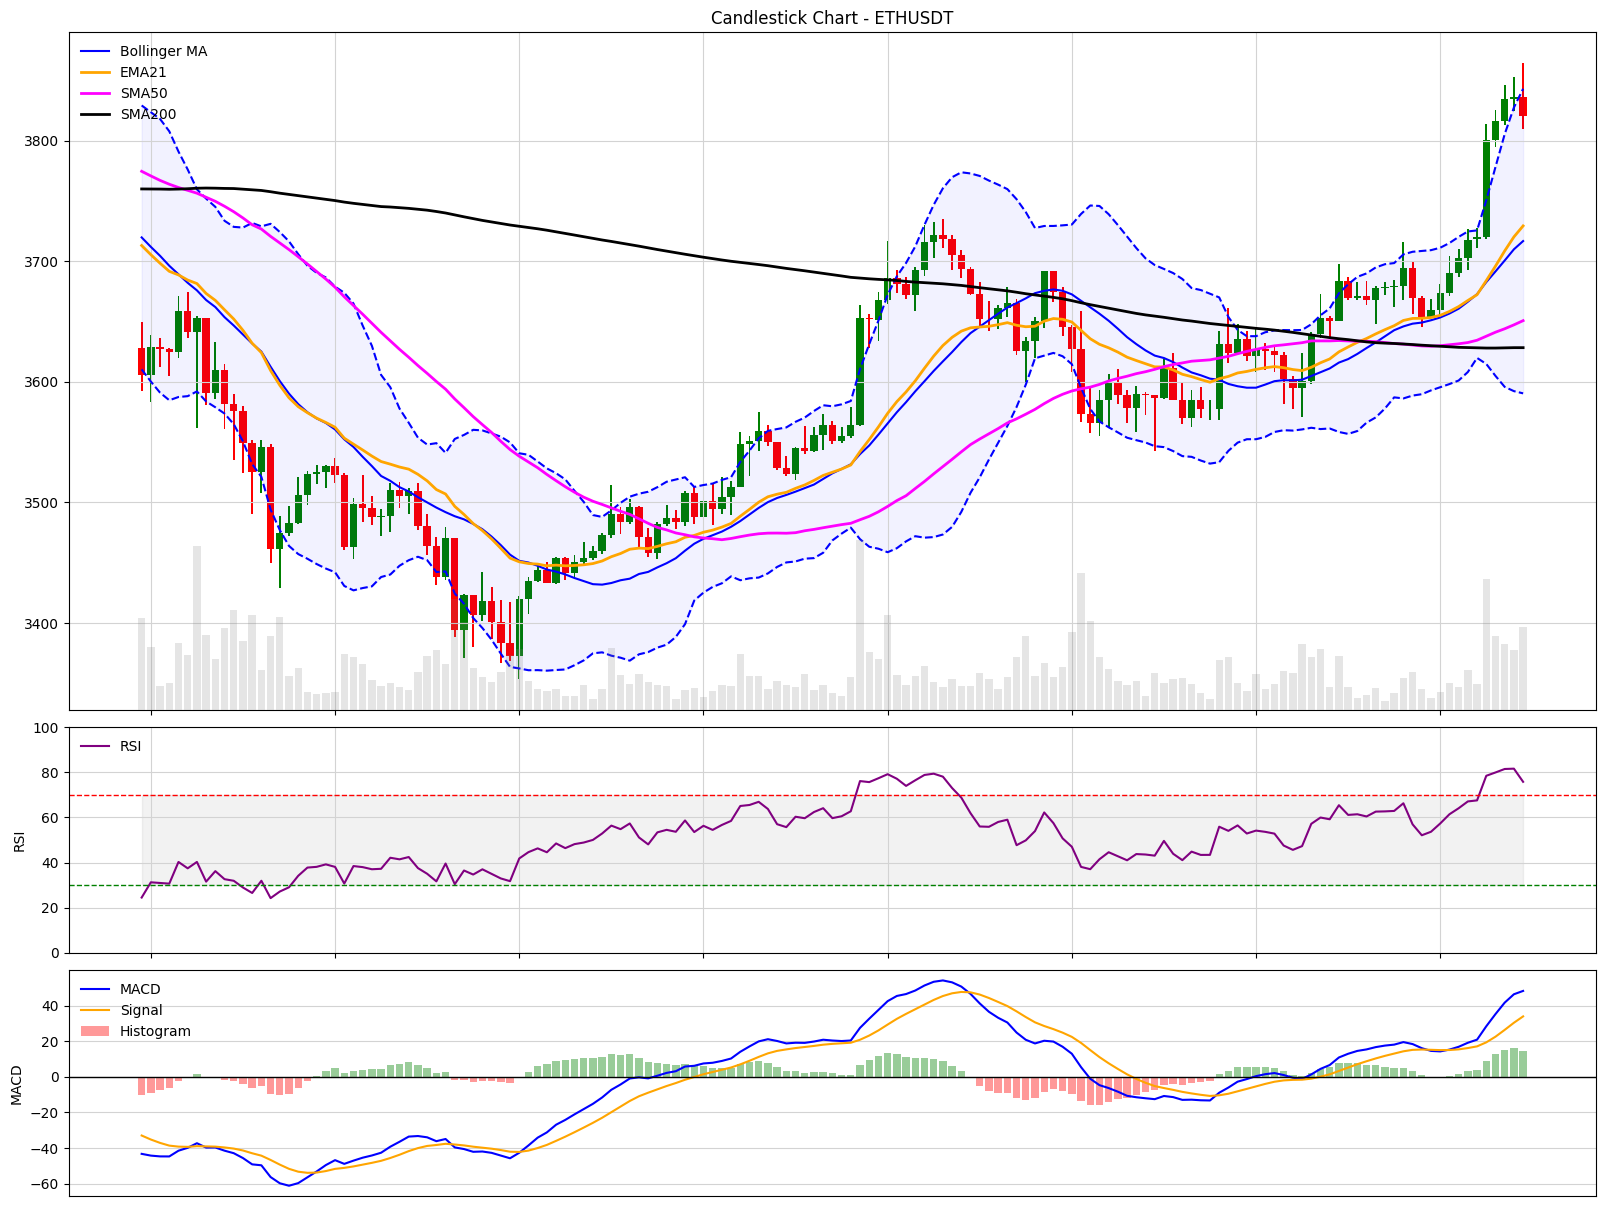 Candlestick Chart - ETHUSDT
Bollinger MA
EMA21
SMA50
SMA200
3800
3700
3600
3500
3400
RSI
100
80
60
40
20
0
RSI
MACD
Signal
Histogram
40
20
0
−20
−40
−60
MACD